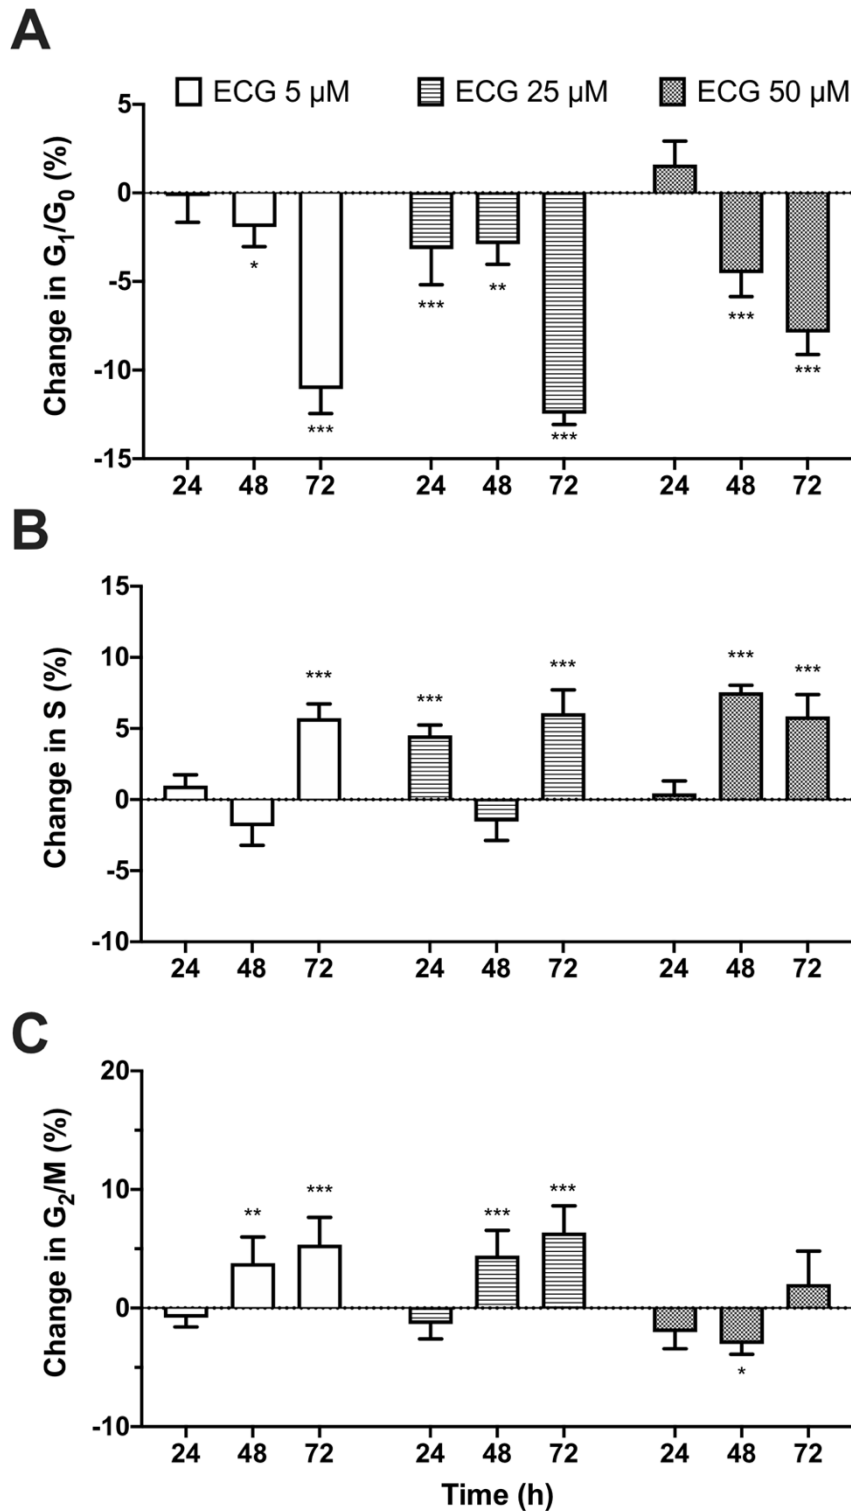 A
ECG 5 µM ECG 25 µM ECG 50 µM
Change in G1/G0 (%)
5
0
-5
-10
-15
* *** *** ** *** *** ***
24 48 72 24 48 72 24 48 72
B
Change in S (%)
15
10
5
0
-5
-10
*** *** *** *** ***
24 48 72 24 48 72 24 48 72
C
Change in G2/M (%)
20
10
0
-10
** *** *** *** *
24 48 72 24 48 72 24 48 72
Time (h)